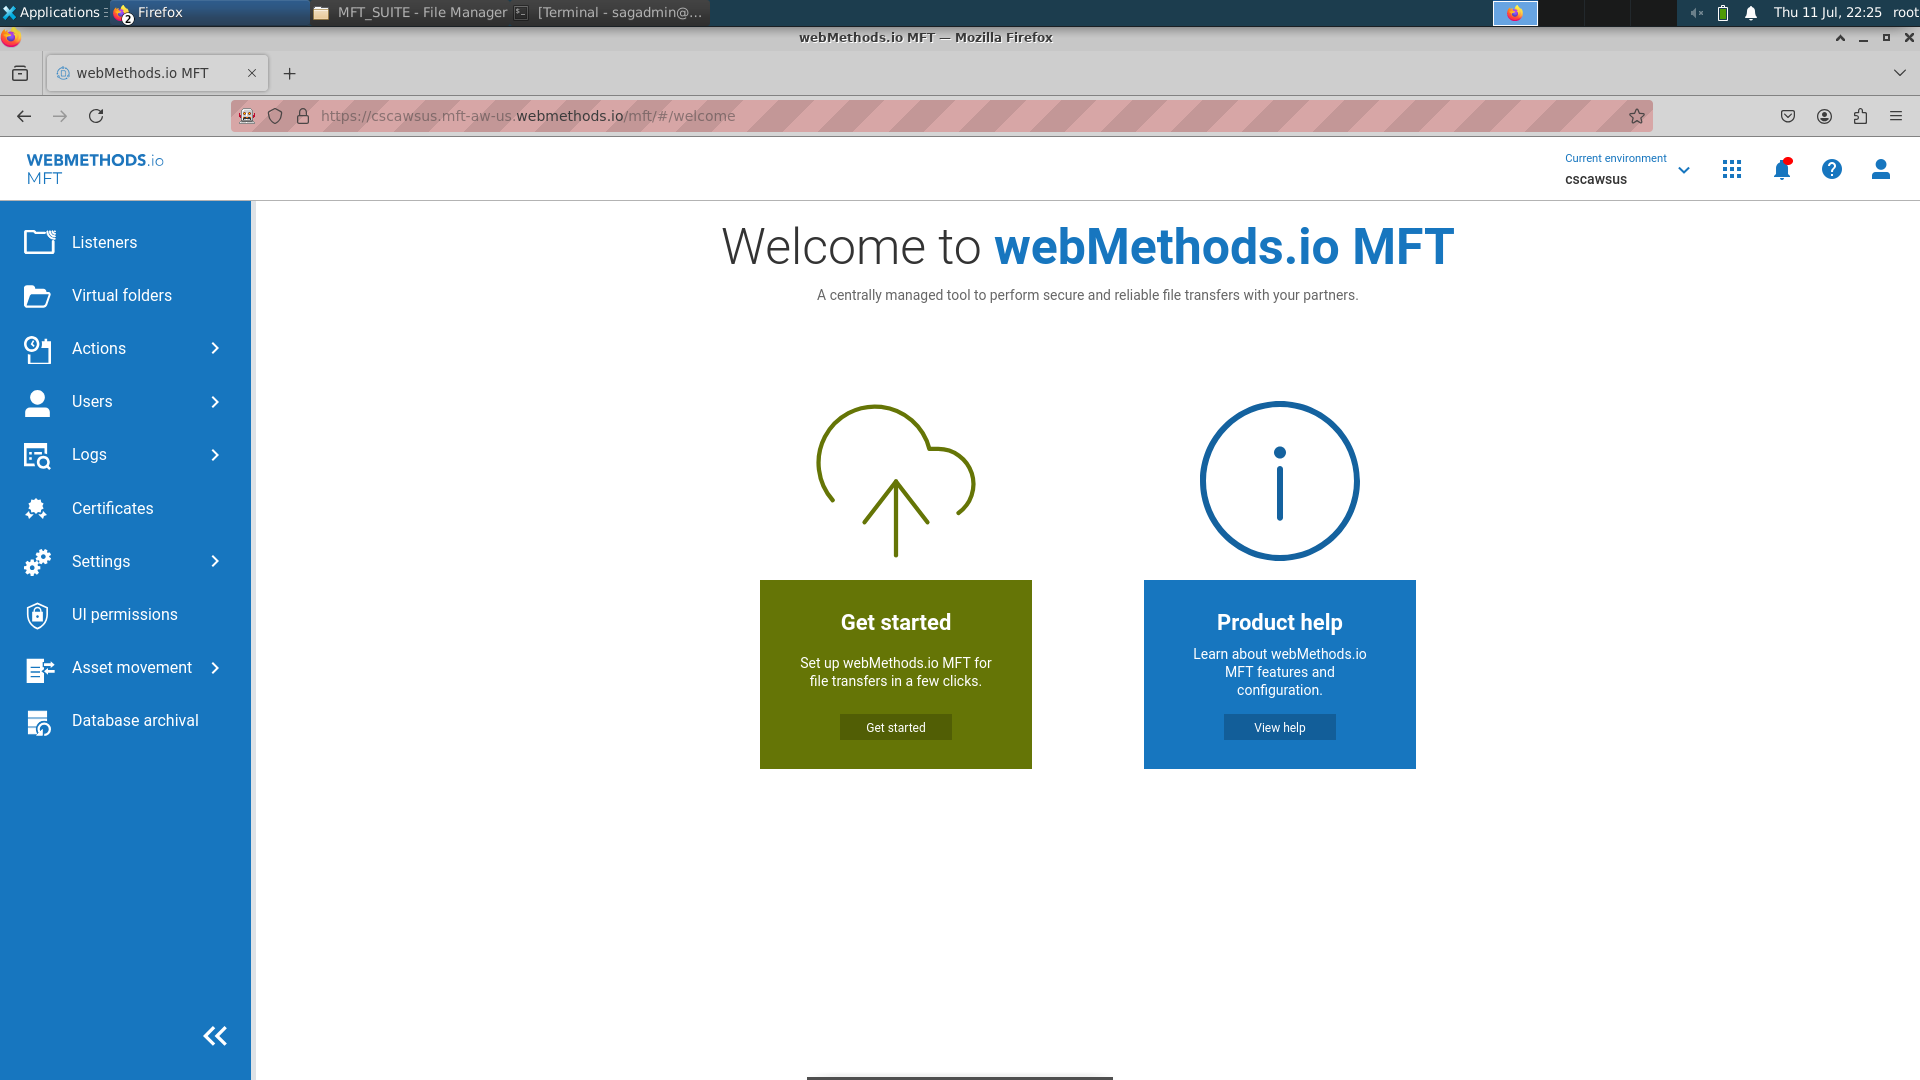 Applications
2
Firefox
MFT_SUITE - File Manager
[Terminal - sagadmin@...
Thu 11 Jul, 22:25
root
webMethods.io MFT — Mozilla Firefox
webMethods.io MFT
https://cscawsus.mft-aw-us.webmethods.io/mft/#/welcome
WEBMETHODS.io
MFT
Current environment
cscawsus
Listeners
Virtual folders
Actions
Users
Logs
Certificates
Settings
UI permissions
Asset movement
Database archival
Welcome to webMethods.io MFT
A centrally managed tool to perform secure and reliable file transfers with your partners.
Get started
Set up webMethods.io MFT for
file transfers in a few clicks.
Get started
Product help
Learn about webMethods.io
MFT features and
configuration.
View help